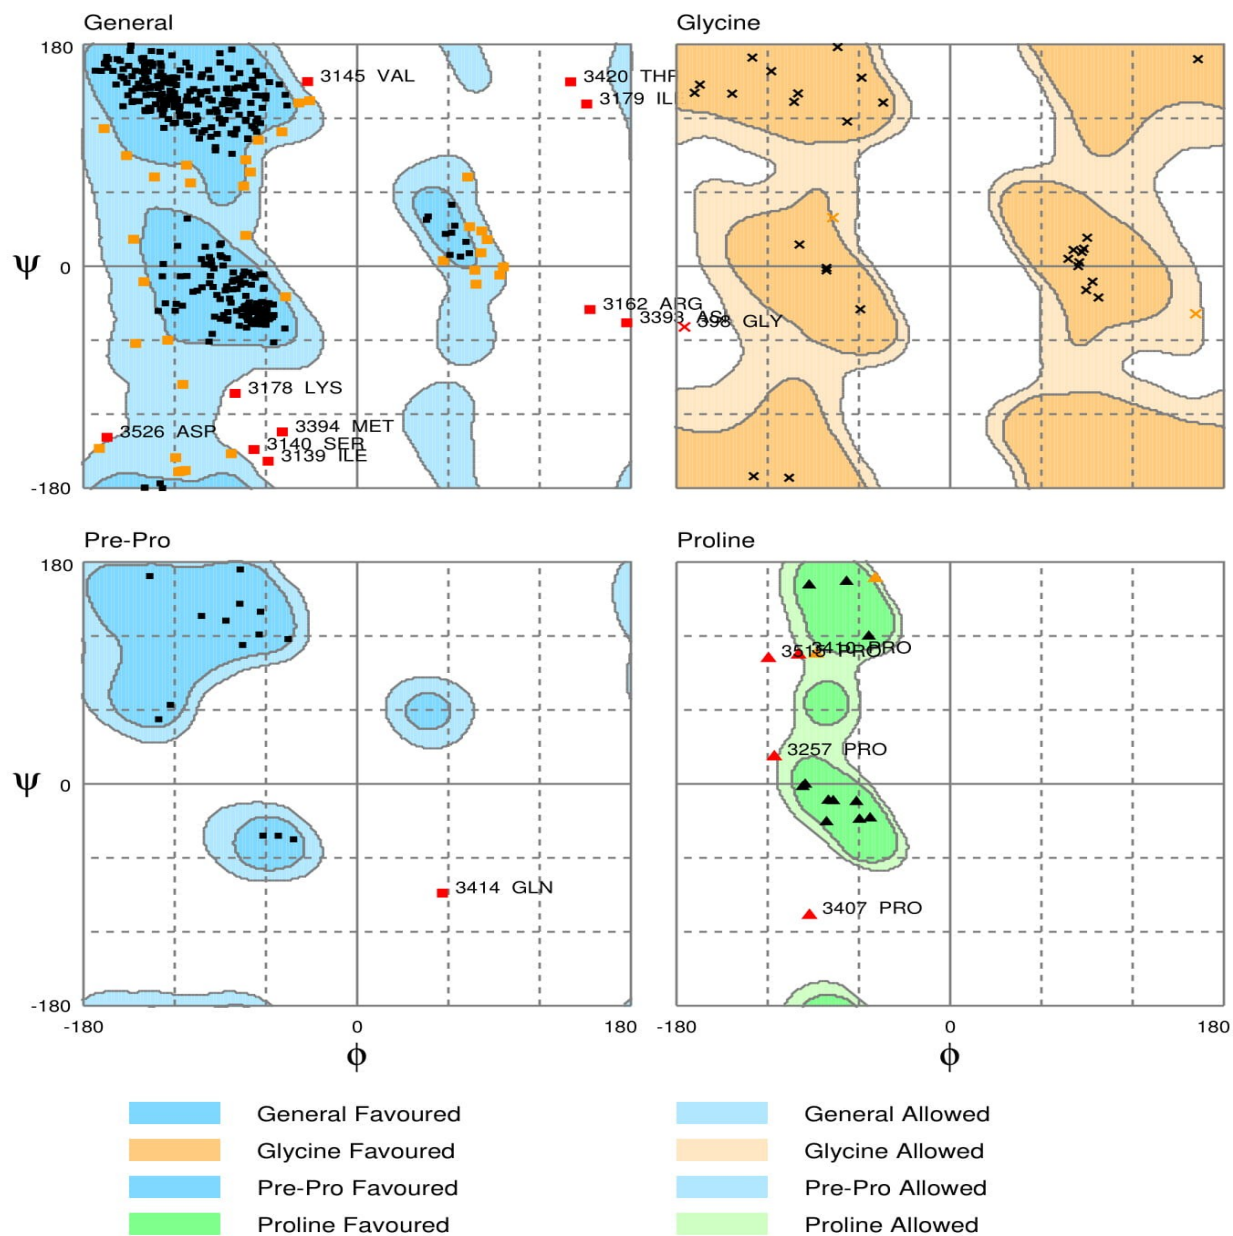 General
Glycine
180
3145 VAL
3420 THR
3179 IL
ψ
0
3162 ARG
398 GLY
3178 LYS
3526 ASP
3394 MET
3140 SER
3139 ILE
-180
Pre-Pro
Proline
180
3410 PRO
3515 PRO
3257 PRO
ψ
0
3414 GLN
3407 PRO
-180
-180 0 180
-180 0 180
ϕ
ϕ
General Favoured
General Allowed
Glycine Favoured
Glycine Allowed
Pre-Pro Favoured
Pre-Pro Allowed
Proline Favoured
Proline Allowed